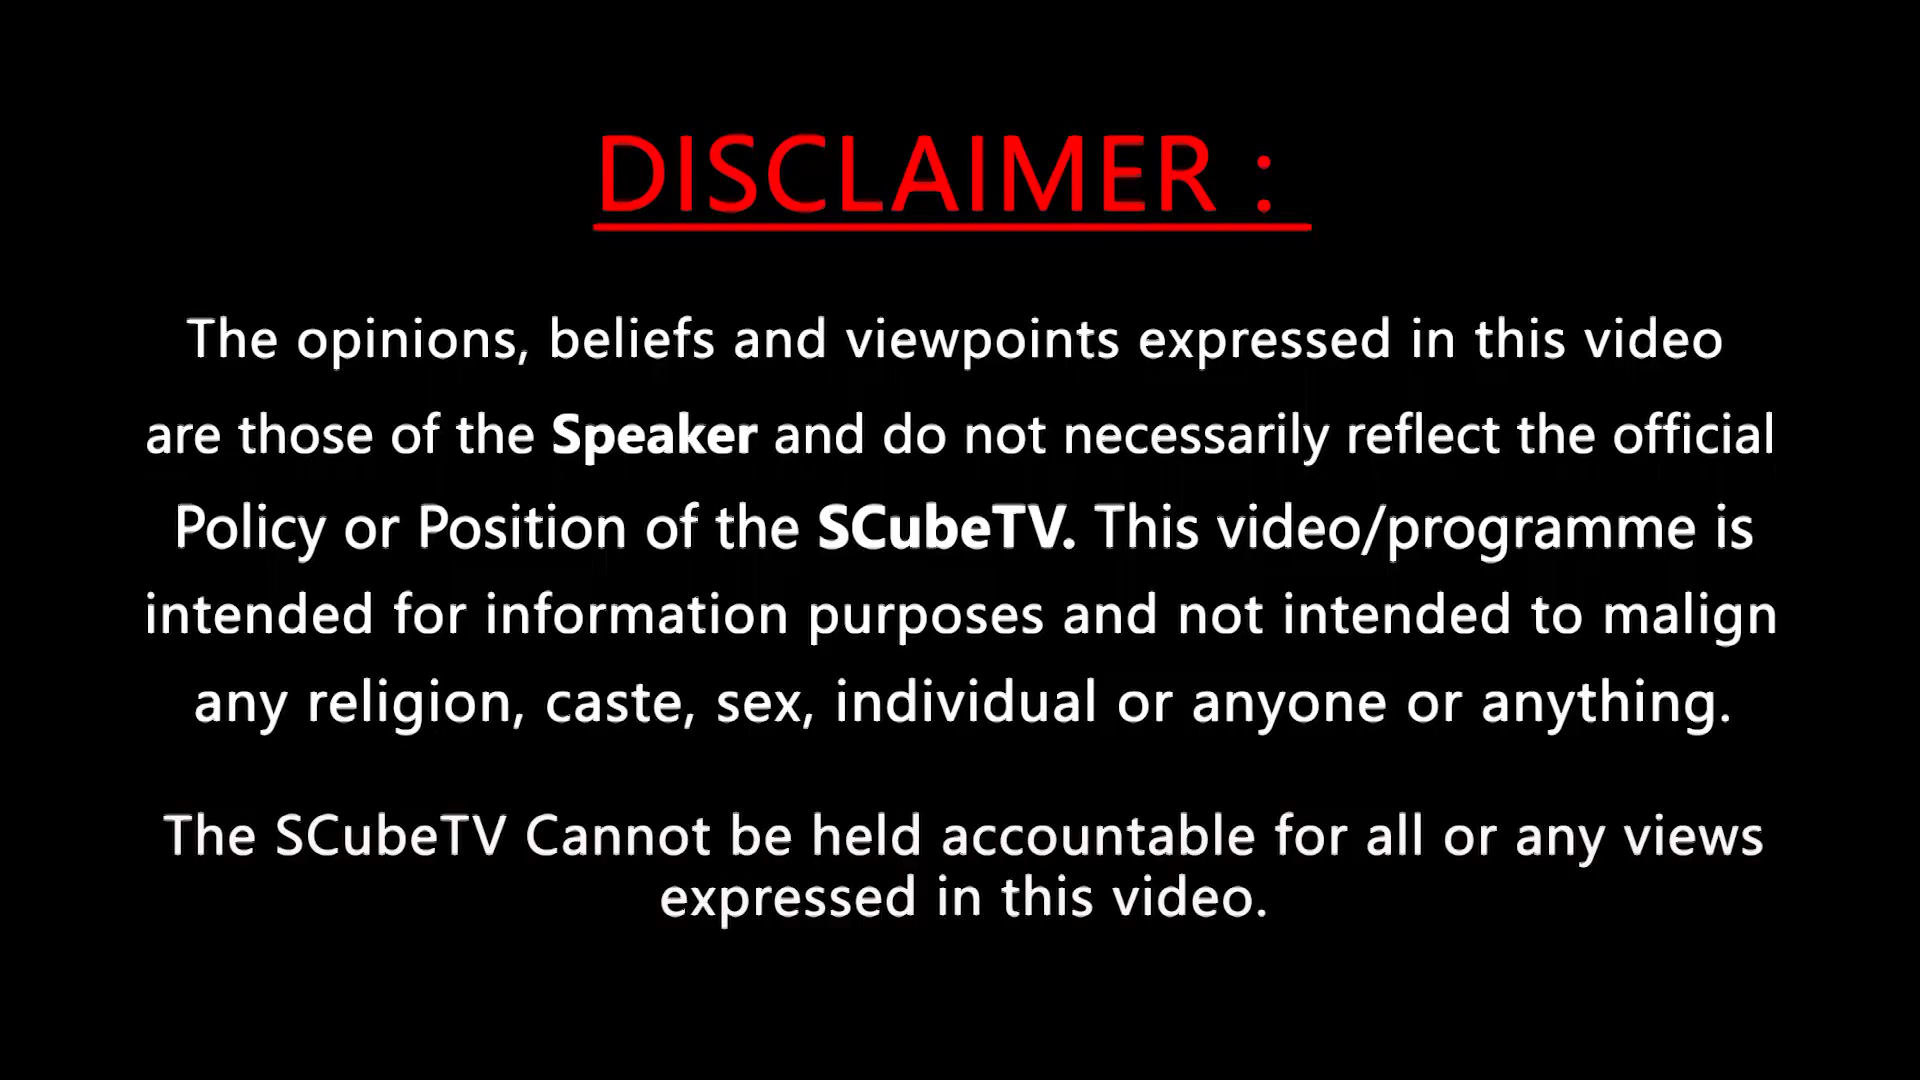 DISCLAIMER :
The opinions, beliefs and viewpoints expressed in this video
are those of the Speaker and do not necessarily reflect the official
Policy or Position of the SCubeTV. This video/programme is
intended for information purposes and not intended to malign
any religion, caste, sex, individual or anyone or anything.
The SCubeTV Cannot be held accountable for all or any views
expressed in this video.